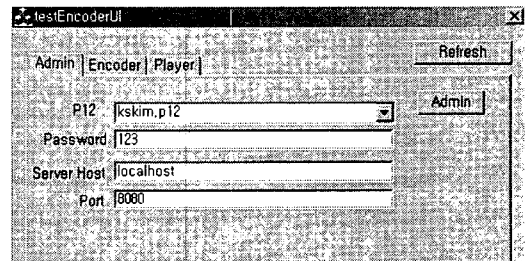 testEncoderUI
Refresh
Admin Encoder Player
P12 kskim,p12
Admin
Password 123
Server Host localhost
Port 8080